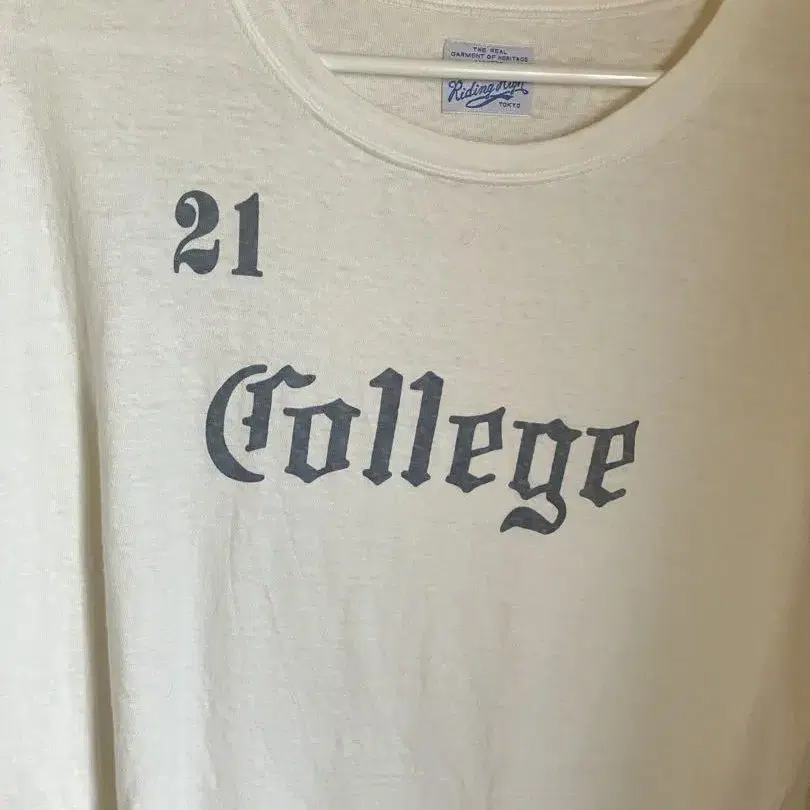 THE REAL
GARMENT OF HERITAGE
Riding High
TOKYO
21
College